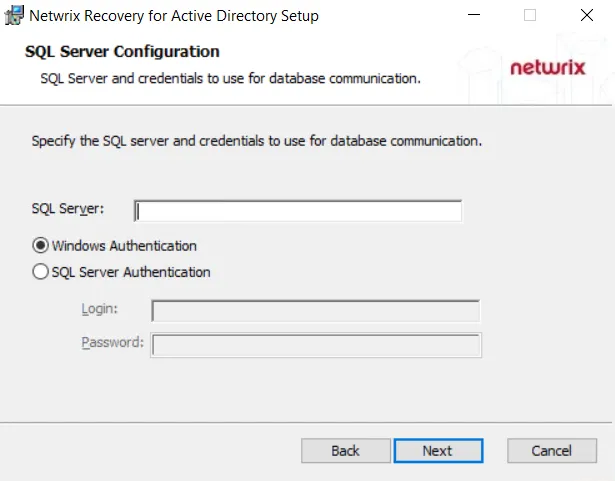 Netwrix Recovery for Active Directory Setup
SQL Server Configuration
SQL Server and credentials to use for database communication.
netwrix
Specify the SQL server and credentials to use for database communication.
SQL Server:
Windows Authentication
SQL Server Authentication
Login:
Password:
Back Next Cancel